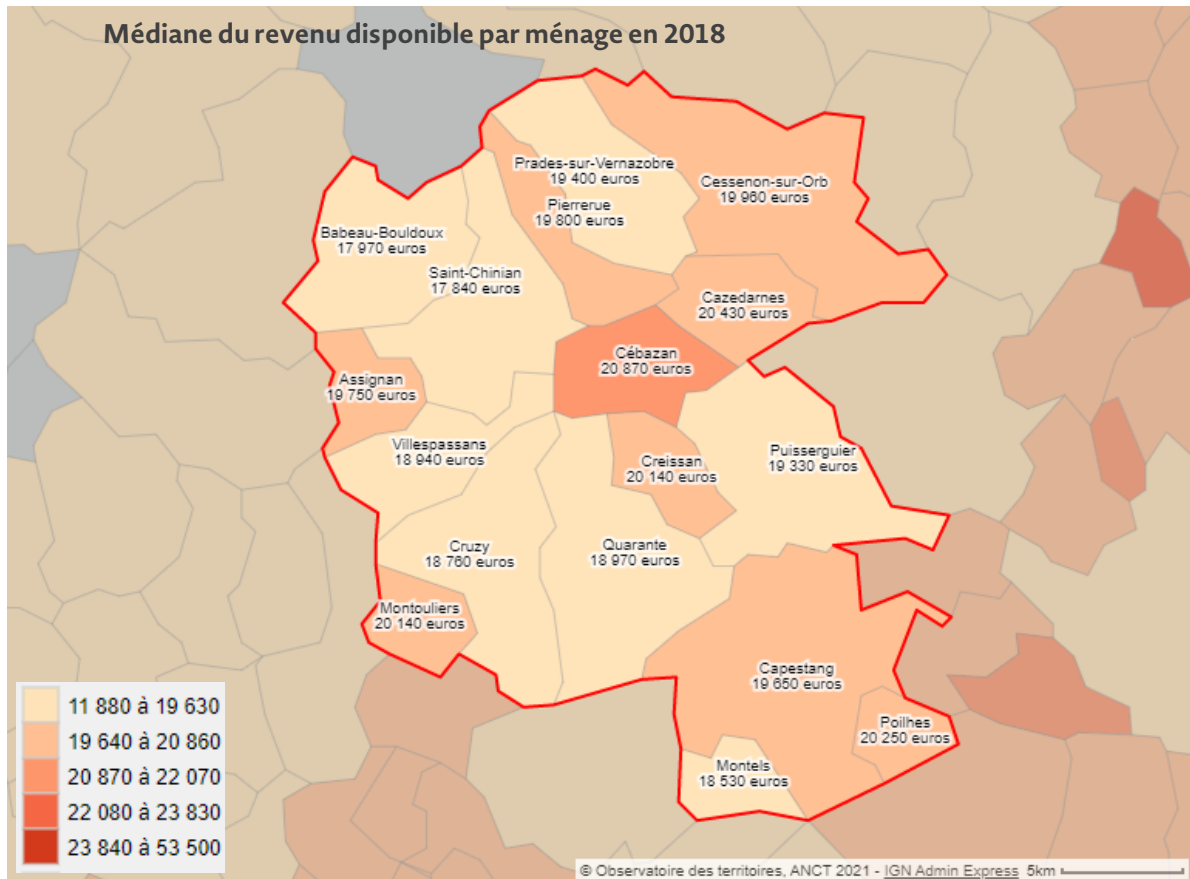 Médiane du revenu disponible par ménage en 2018
Prades-sur-Vernazobre
19 400 euros
Cessenon-sur-Orb
19 960 euros
Pierrerue
19 800 euros
Babeau-Bouldoux
17 970 euros
Saint-Chinian
17 840 euros
Cazedarnes
20 430 euros
Cébazan
20 870 euros
Assignan
19 750 euros
Villespassans
18 940 euros
Creissan
20 140 euros
Puisserguier
19 330 euros
Cruzy
18 760 euros
Quarante
18 970 euros
Montouliers
20 140 euros
Capestang
19 650 euros
Poilhes
20 250 euros
Montels
18 530 euros
11 880 à 19 630
19 640 à 20 860
20 870 à 22 070
22 080 à 23 830
23 840 à 53 500
© Observatoire des territoires, ANCT 2021 - IGN Admin Express 5km